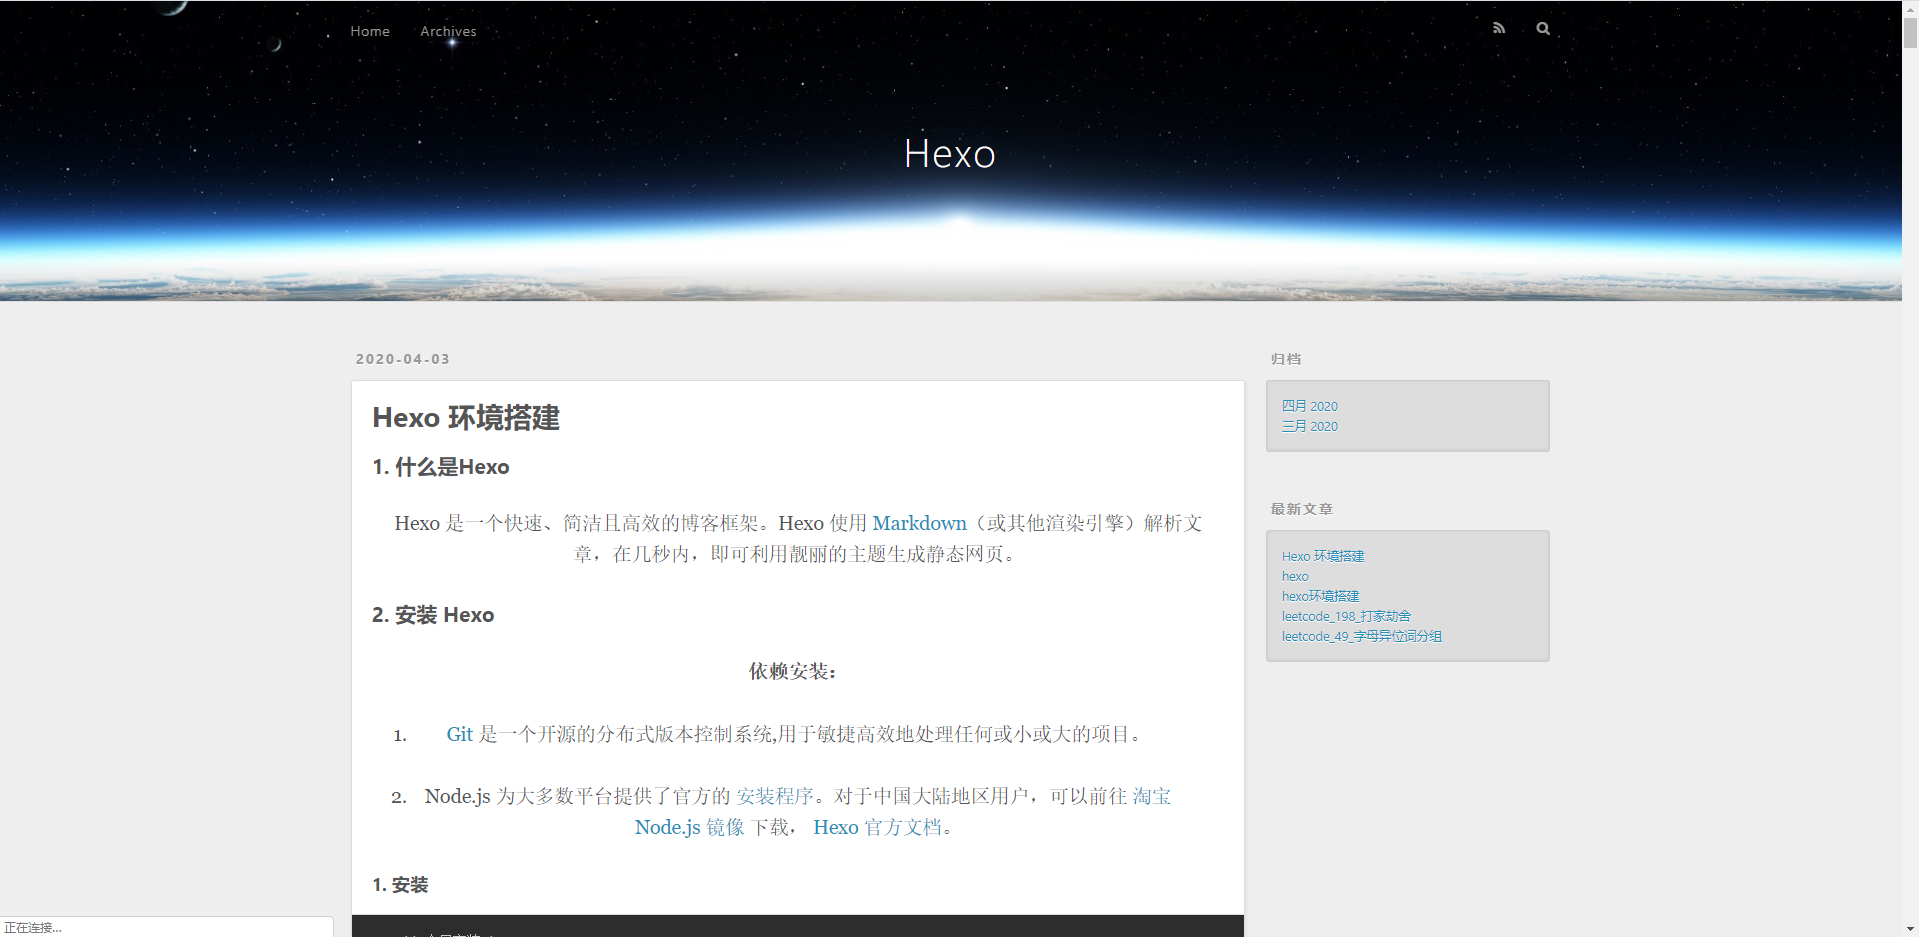 Home Archives
Hexo
2020-04-03
Hexo 环境搭建
1. 什么是Hexo
Hexo 是一个快速、简洁且高效的博客框架。Hexo 使用 Markdown（或其他渲染引擎）解析文
章，在几秒内，即可利用靓丽的主题生成静态网页。
2. 安装 Hexo
依赖安装：
1. Git 是一个开源的分布式版本控制系统,用于敏捷高效地处理任何或小或大的项目。
2. Node.js 为大多数平台提供了官方的 安装程序。对于中国大陆地区用户，可以前往 淘宝
Node.js 镜像 下载， Hexo 官方文档。
1. 安装
归档
四月 2020
三月 2020
最新文章
Hexo 环境搭建
hexo
hexo环境搭建
leetcode_198_打家劫舍
leetcode_49_字母异位词分组
正在连接...